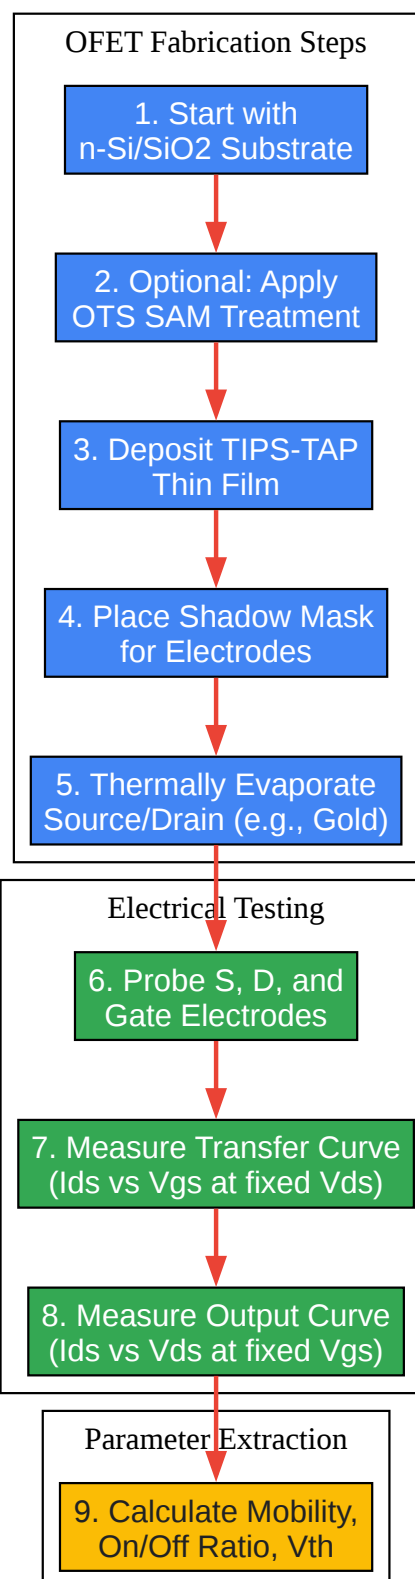 OFET Fabrication Steps
1. Start with
n-Si/SiO2 Substrate
2. Optional: Apply
OTS SAM Treatment
3. Deposit TIPS-TAP
Thin Film
4. Place Shadow Mask
for Electrodes
5. Thermally Evaporate
Source/Drain (e.g., Gold)
Electrical Testing
6. Probe S, D, and
Gate Electrodes
7. Measure Transfer Curve
(Ids vs Vgs at fixed Vds)
8. Measure Output Curve
(Ids vs Vds at fixed Vgs)
Parameter Extraction
9. Calculate Mobility,
On/Off Ratio, Vth